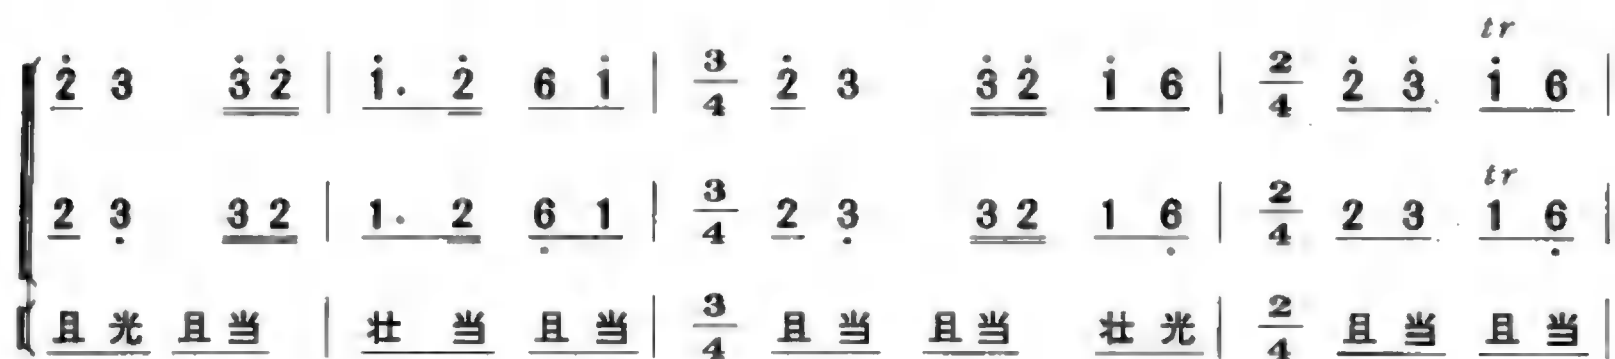 tr
2̲̇ 3 3̳̇ 2̳̇ | 1̲̇. 2̳̇ 6̲ 1̲̇ | 3/4 2̲̇ 3 3̳̇ 2̳̇ 1̲̇ 6̲ | 2/4 2̲̇ 3̲̇ 1̲̇ 6̲ |
tr
2̲ 3̣ 3̳ 2̳ | 1̲. 2̳ 6̲̣ 1̲ | 3/4 2̲ 3̣ 3̳ 2̳ 1̲ 6̲̣ | 2/4 2̲ 3̲ 1̲ 6̲̣ |
且 光 且 当 | 壮 当 且 当 | 3/4 且 当 且 当 壮 光 | 2/4 且 当 且 当 |